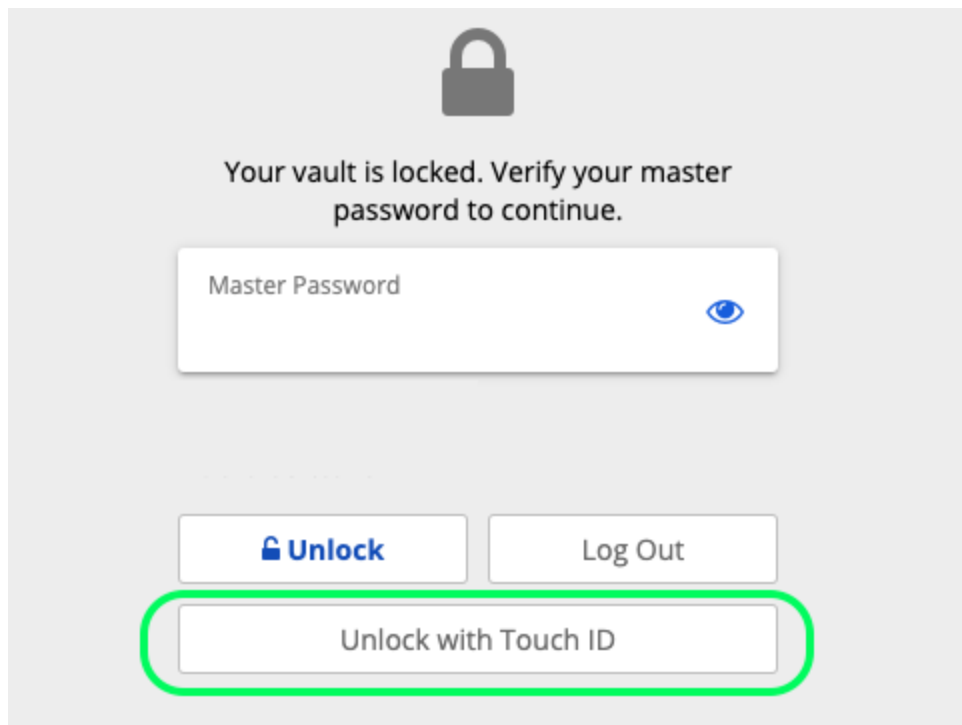 Your vault is locked. Verify your master
password to continue.
Master Password
Unlock
Log Out
Unlock with Touch ID